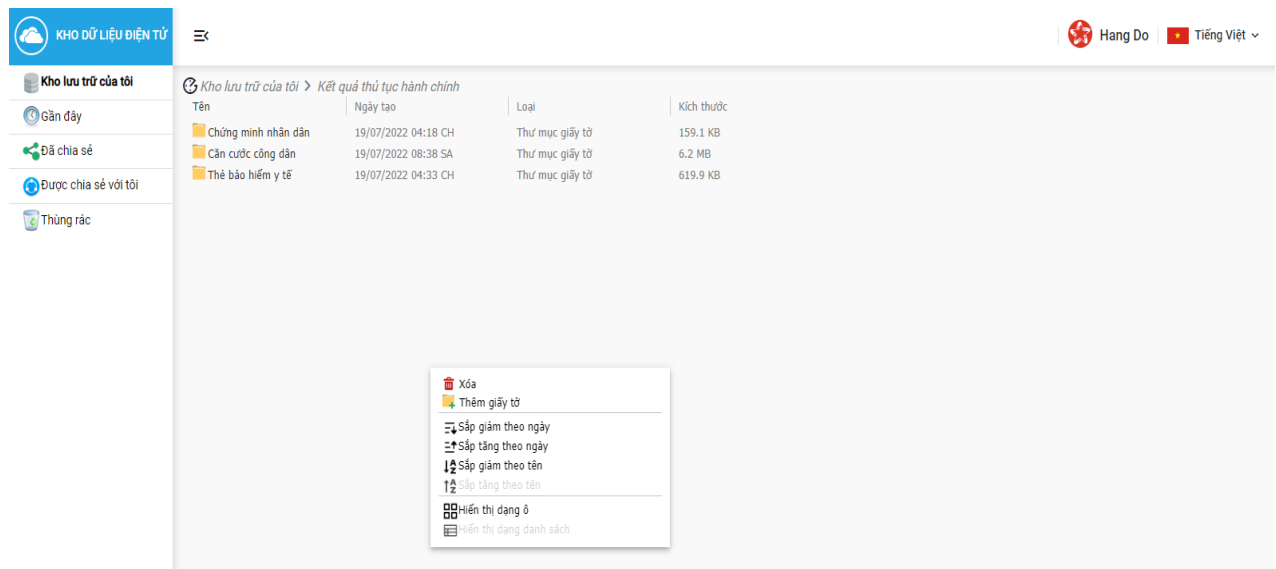 KHO DỮ LIỆU ĐIỆN TỬ
Hang Do
Tiếng Việt
Kho lưu trữ của tôi
Gần đây
Đã chia sẻ
Được chia sẻ với tôi
Thùng rác
Kho lưu trữ của tôi > Kết quả thủ tục hành chính
Tên Ngày tạo Loại Kích thước
Chứng minh nhân dân 19/07/2022 04:18 CH Thư mục giấy tờ 159.1 KB
Căn cước công dân 19/07/2022 08:38 SA Thư mục giấy tờ 6.2 MB
Thẻ bảo hiểm y tế 19/07/2022 04:33 CH Thư mục giấy tờ 619.9 KB
Xóa
Thêm giấy tờ
Sắp giảm theo ngày
Sắp tăng theo ngày
Sắp giảm theo tên
Sắp tăng theo tên
Hiển thị dạng ô
Hiển thị dạng danh sách